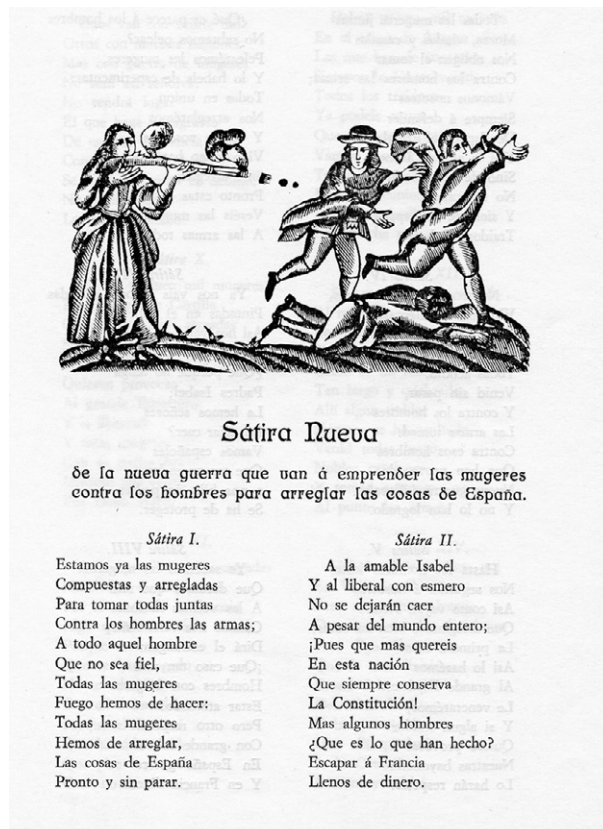 Sátira Nueva
de la nueva guerra que van á emprender las mugeres
contra los hombres para arreglar las cosas de España.
Sátira I.
Estamos ya las mugeres
Compuestas y arregladas
Para tomar todas juntas
Contra los hombres las armas;
A todo aquel hombre
Que no sea fiel,
Todas las mugeres
Fuego hemos de hacer:
Todas las mugeres
Hemos de arreglar,
Las cosas de España
Pronto y sin parar.
Sátira II.
A la amable Isabel
Y al liberal con esmero
No se dejarán caer
A pesar del mundo entero;
¡Pues que mas quereis
En esta nación
Que siempre conserva
La Constitución!
Mas algunos hombres
¿Que es lo que han hecho?
Escapar á Francia
Llenos de dinero.